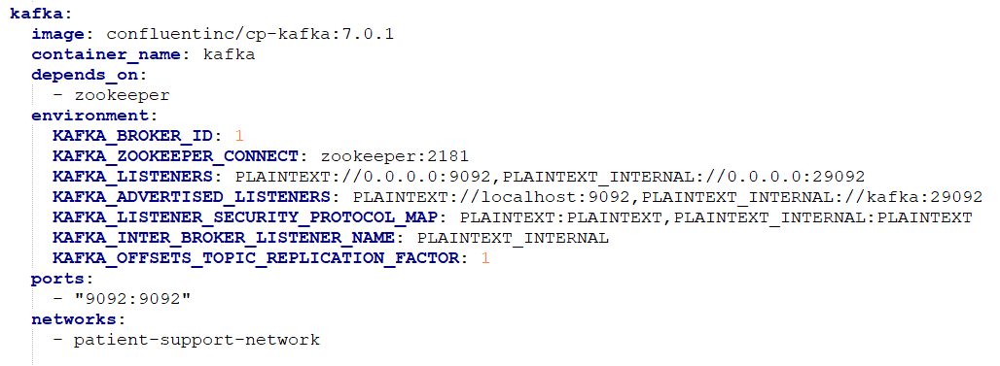 kafka:
image: confluentinc/cp-kafka:7.0.1
container_name: kafka
depends_on:
- zookeeper
environment:
KAFKA_BROKER_ID: 1
KAFKA_ZOOKEEPER_CONNECT: zookeeper:2181
KAFKA_LISTENERS: PLAINTEXT://0.0.0.0:9092,PLAINTEXT_INTERNAL://0.0.0.0:29092
KAFKA_ADVERTISED_LISTENERS: PLAINTEXT://localhost:9092,PLAINTEXT_INTERNAL://kafka:29092
KAFKA_LISTENER_SECURITY_PROTOCOL_MAP: PLAINTEXT:PLAINTEXT,PLAINTEXT_INTERNAL:PLAINTEXT
KAFKA_INTER_BROKER_LISTENER_NAME: PLAINTEXT_INTERNAL
KAFKA_OFFSETS_TOPIC_REPLICATION_FACTOR: 1
ports:
- "9092:9092"
networks:
- patient-support-network